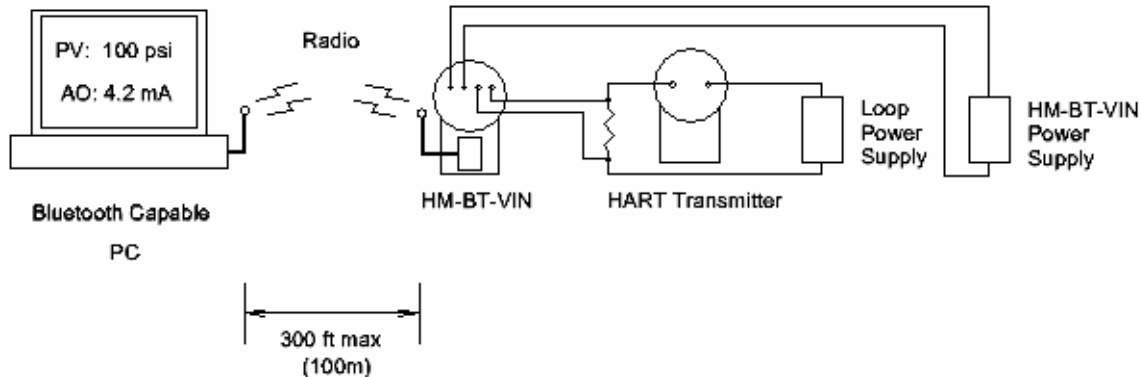 PV: 100 psi
AO: 4.2 mA
Radio
Loop
Power
Supply
HM-BT-VIN
Power
Supply
HM-BT-VIN
HART Transmitter
Bluetooth Capable
PC
300 ft max
(100m)